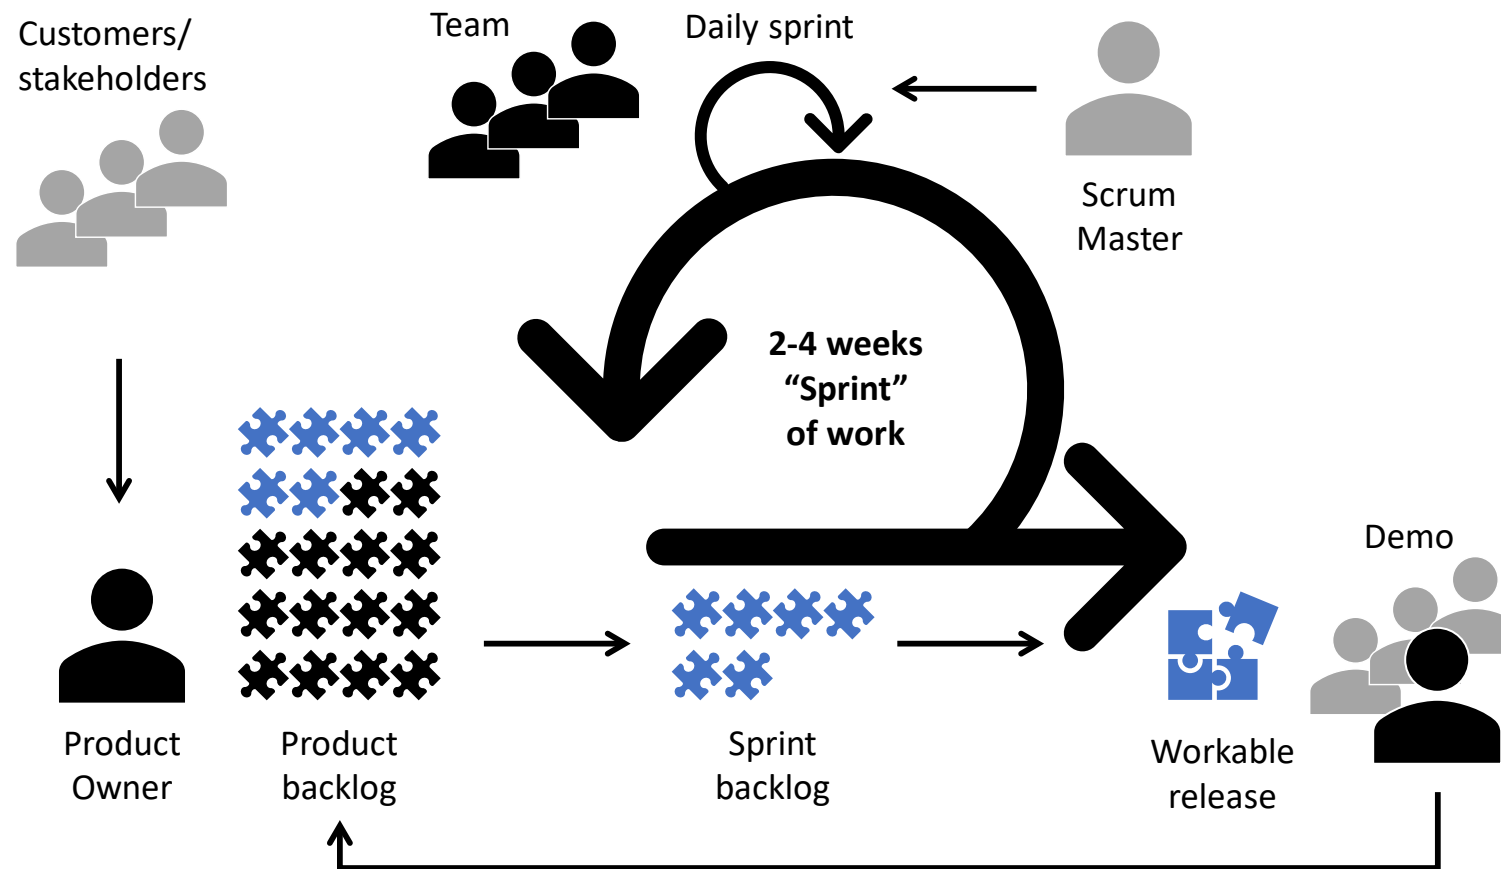 Customers/
stakeholders
Team
Daily sprint
Scrum
Master
2-4 weeks
“Sprint”
of work
Demo
Product
Owner
Product
backlog
Sprint
backlog
Workable
release